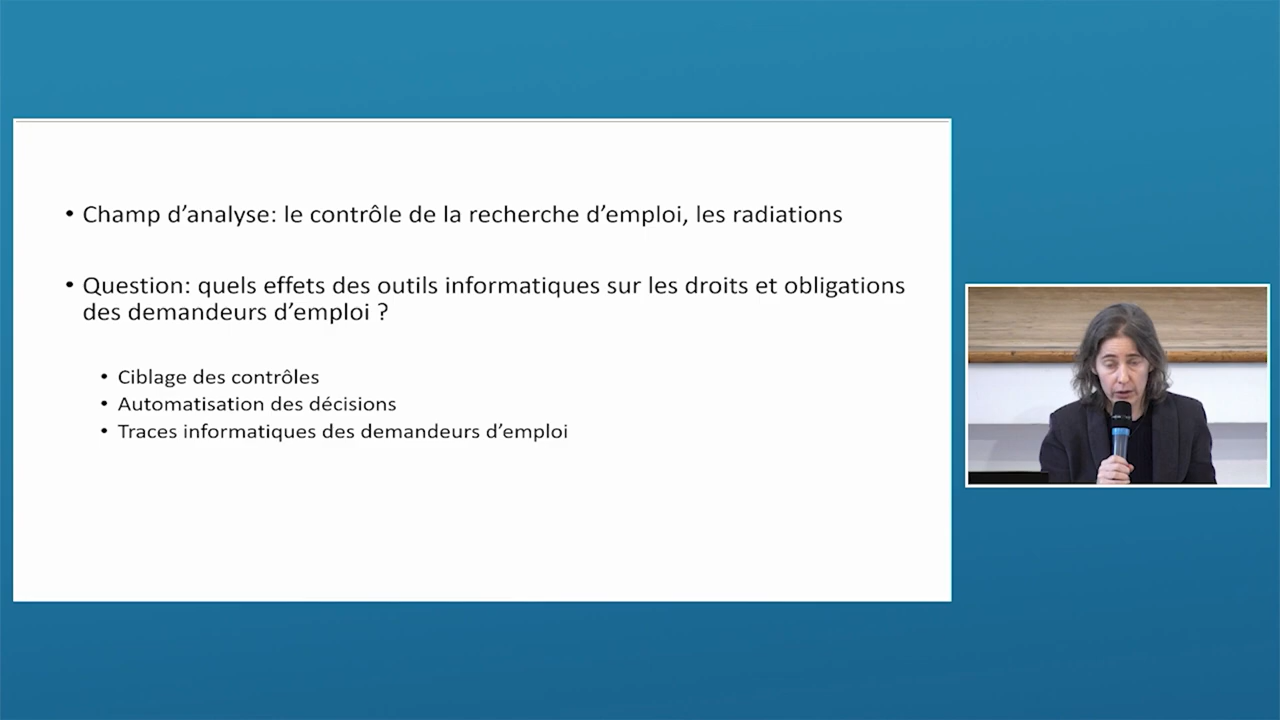 • Champ d’analyse: le contrôle de la recherche d’emploi, les radiations
• Question: quels effets des outils informatiques sur les droits et obligations
des demandeurs d’emploi ?
• Ciblage des contrôles
• Automatisation des décisions
• Traces informatiques des demandeurs d’emploi